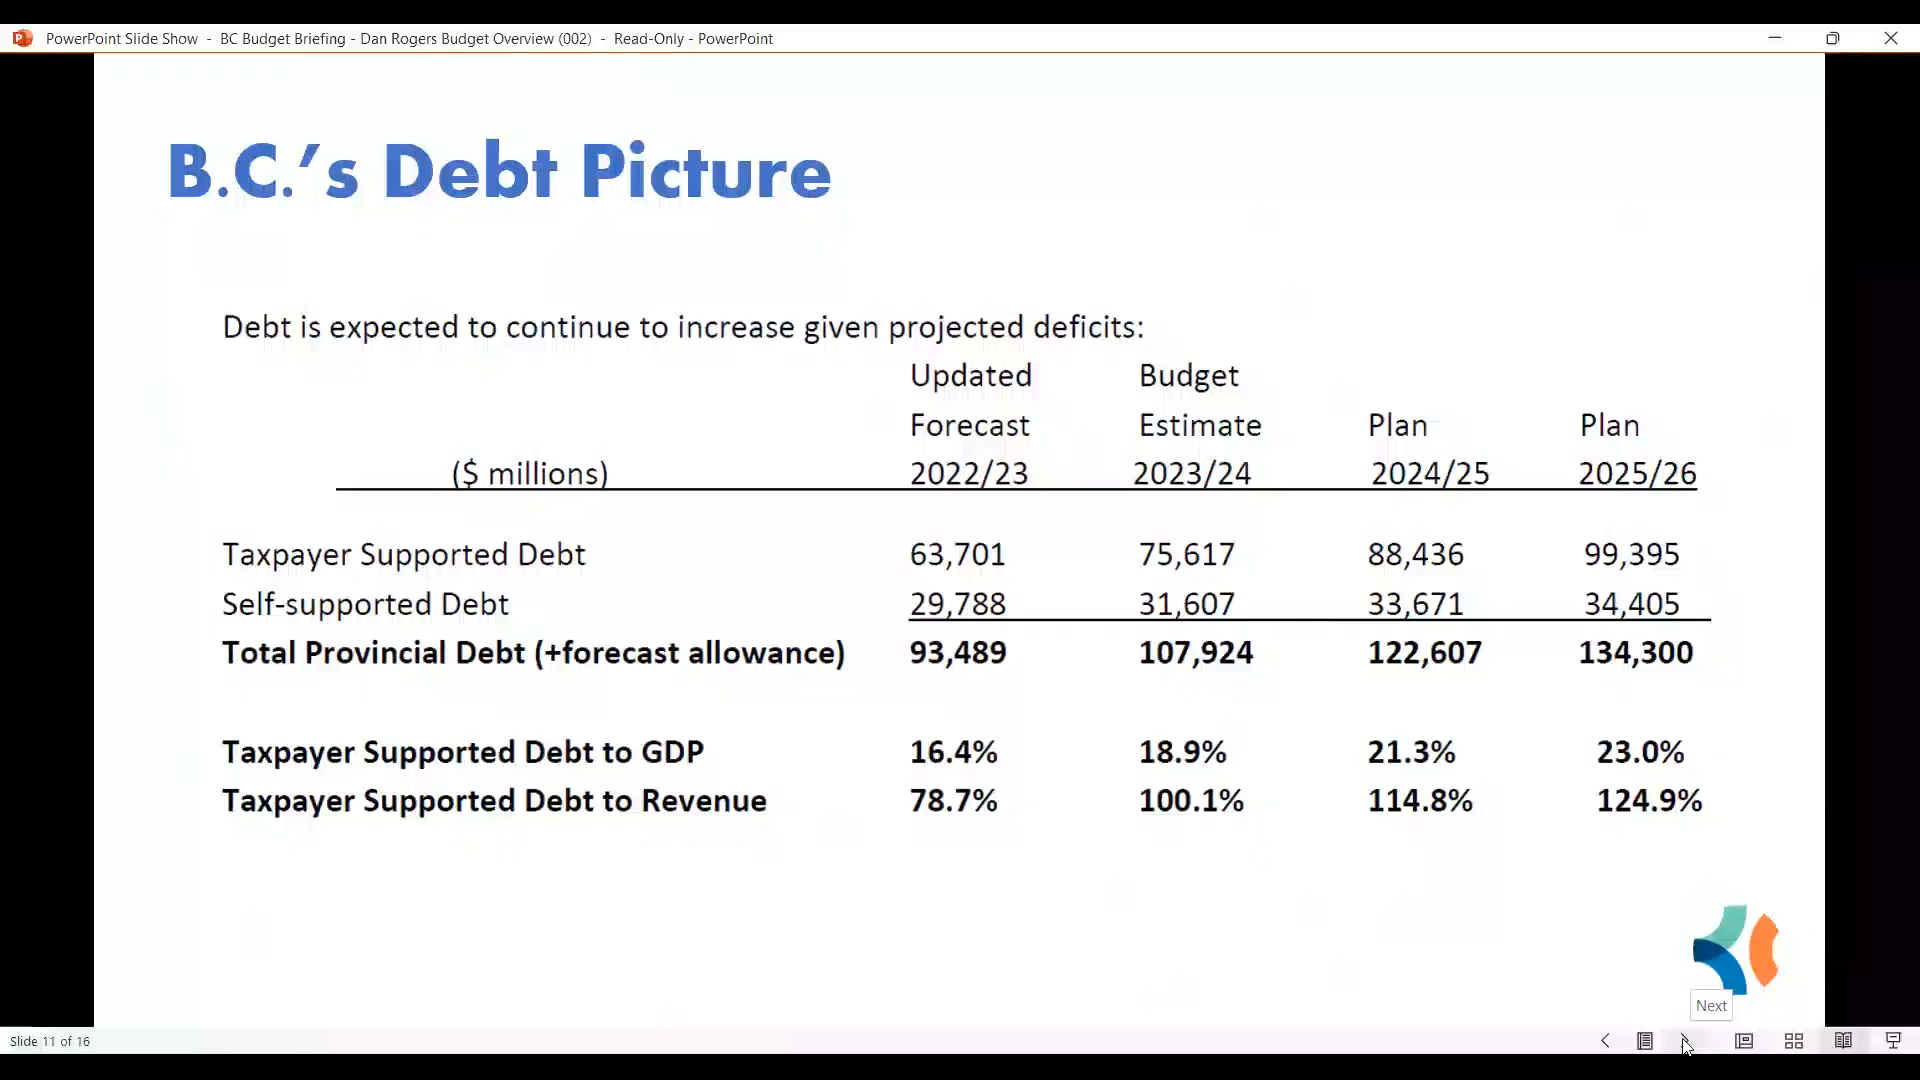 PowerPoint Slide Show - BC Budget Briefing - Dan Rogers Budget Overview (002) - Read-Only - PowerPoint
B.C.'s Debt Picture
Debt is expected to continue to increase given projected deficits:
Updated Budget
Forecast Estimate Plan Plan
($ millions) 2022/23 2023/24 2024/25 2025/26
Taxpayer Supported Debt 63,701 75,617 88,436 99,395
Self-supported Debt 29,788 31,607 33,671 34,405
Total Provincial Debt (+forecast allowance) 93,489 107,924 122,607 134,300
Taxpayer Supported Debt to GDP 16.4% 18.9% 21.3% 23.0%
Taxpayer Supported Debt to Revenue 78.7% 100.1% 114.8% 124.9%
Next
Slide 11 of 16